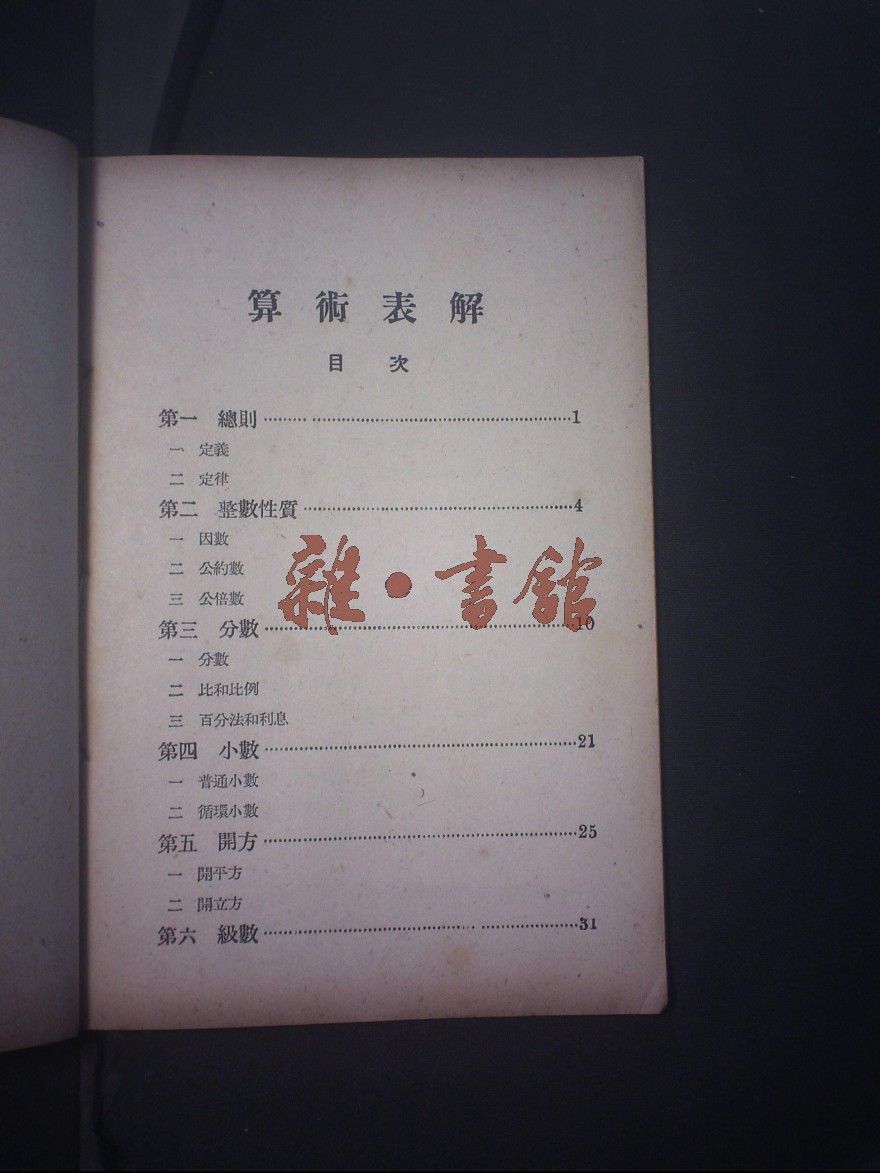 算術表解
目次
第一 總則……………………1
一 定義
二 定律
第二 整數性質……………………4
一 因數
二 公約數
三 公倍數
雜·書館
第三 分數……………………10
一 分數
二 比和比例
三 百分法和利息
第四 小數……………………21
一 普通小數
二 循環小數
第五 開方……………………25
一 開平方
二 開立方
第六 級數……………………31